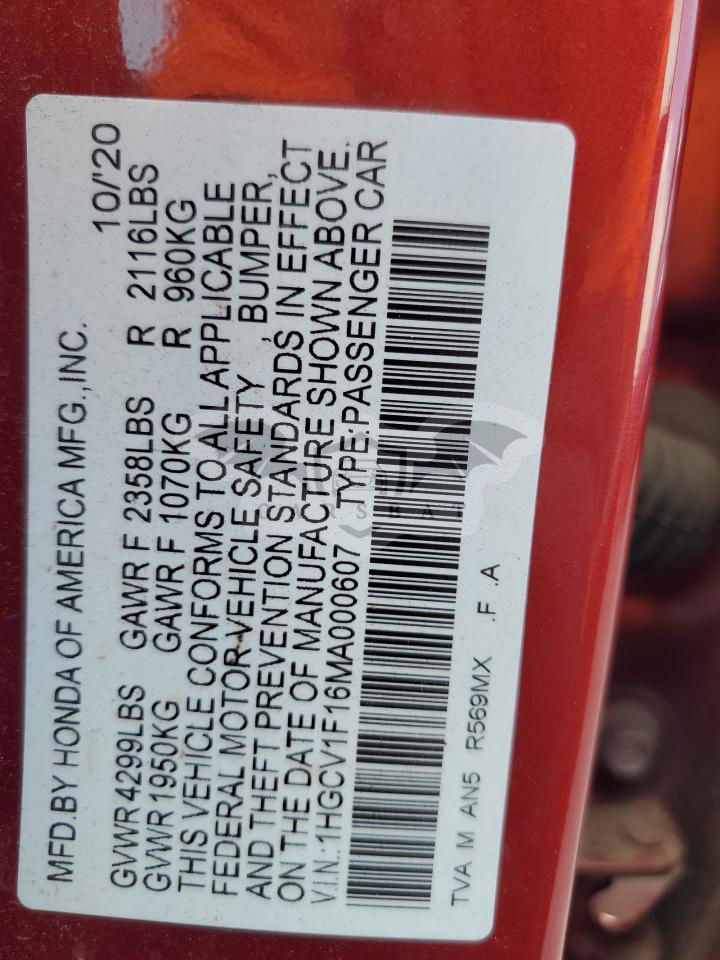 MFD.BY HONDA OF AMERICA MFG.,INC. 10/'20
GVWR 4299LBS GAWR F 2358LBS R 2116LBS
GVWR 1950KG GAWR F 1070KG R 960KG
THIS VEHICLE CONFORMS TO ALL APPLICABLE
FEDERAL MOTOR-VEHICLE SAFETY , BUMPER,
AND THEFT PREVENTION STANDARDS IN EFFECT
ON THE DATE OF MANUFACTURE SHOWN ABOVE.
V.I.N.:1HGCV1F16MA000607 TYPE:PASSENGER CAR
TVA M AN5 R569MX .F .A
CARSBAT